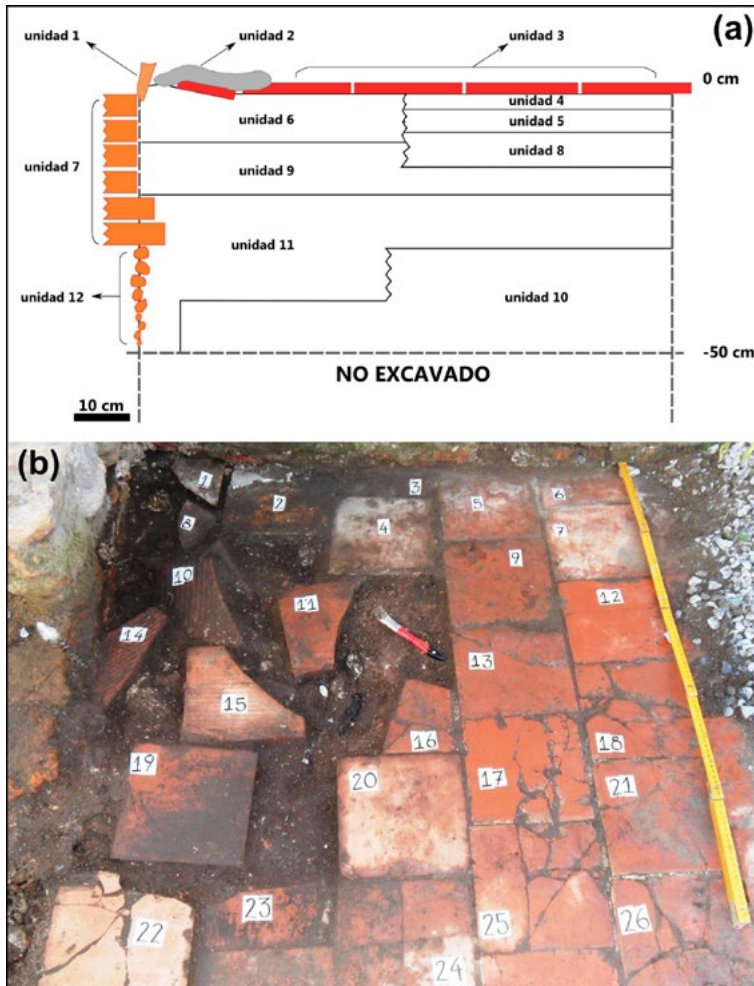 unidad 1
unidad 2
unidad 3
(a)
0 cm
unidad 4
unidad 5
unidad 6
unidad 7
unidad 8
unidad 9
unidad 11
unidad 12
unidad 10
-50 cm
NO EXCAVADO
10 cm
(b)
1
2
3
4
5
6
7
8
9
10
11
12
13
14
15
16
17
18
19
20
21
22
23
24
25
26